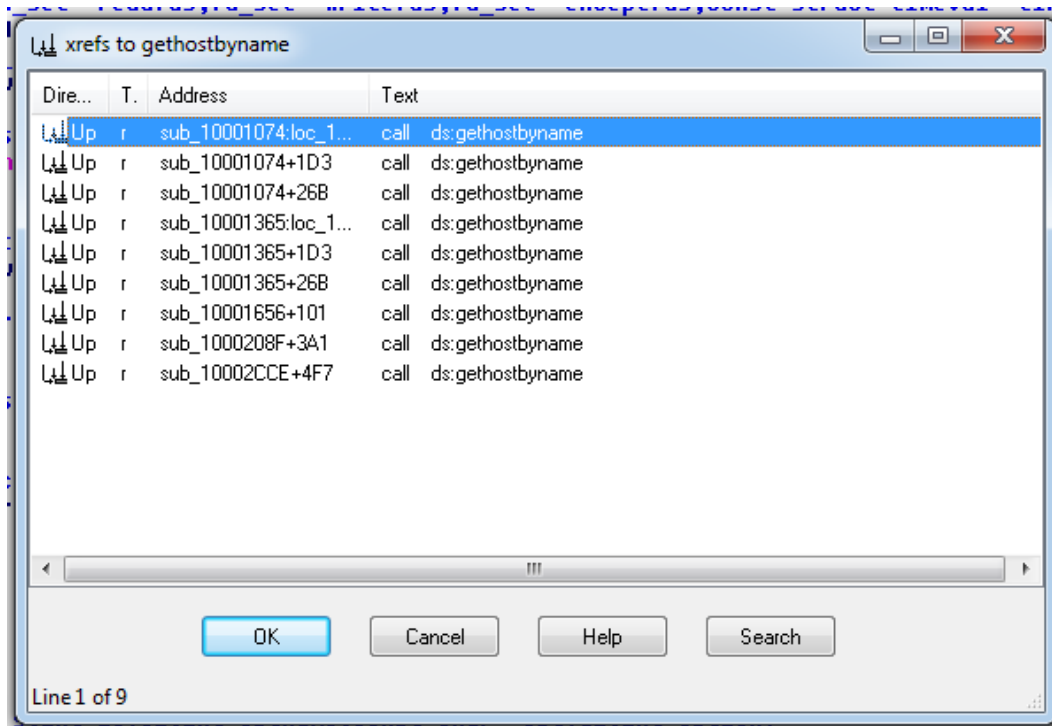 xrefs to gethostbyname
Dire... T. Address Text
Up r sub_10001074:loc_1... call ds:gethostbyname
Up r sub_10001074+1D3 call ds:gethostbyname
Up r sub_10001074+26B call ds:gethostbyname
Up r sub_10001365:loc_1... call ds:gethostbyname
Up r sub_10001365+1D3 call ds:gethostbyname
Up r sub_10001365+26B call ds:gethostbyname
Up r sub_10001656+101 call ds:gethostbyname
Up r sub_1000208F+3A1 call ds:gethostbyname
Up r sub_10002CCE+4F7 call ds:gethostbyname
OK Cancel Help Search
Line 1 of 9